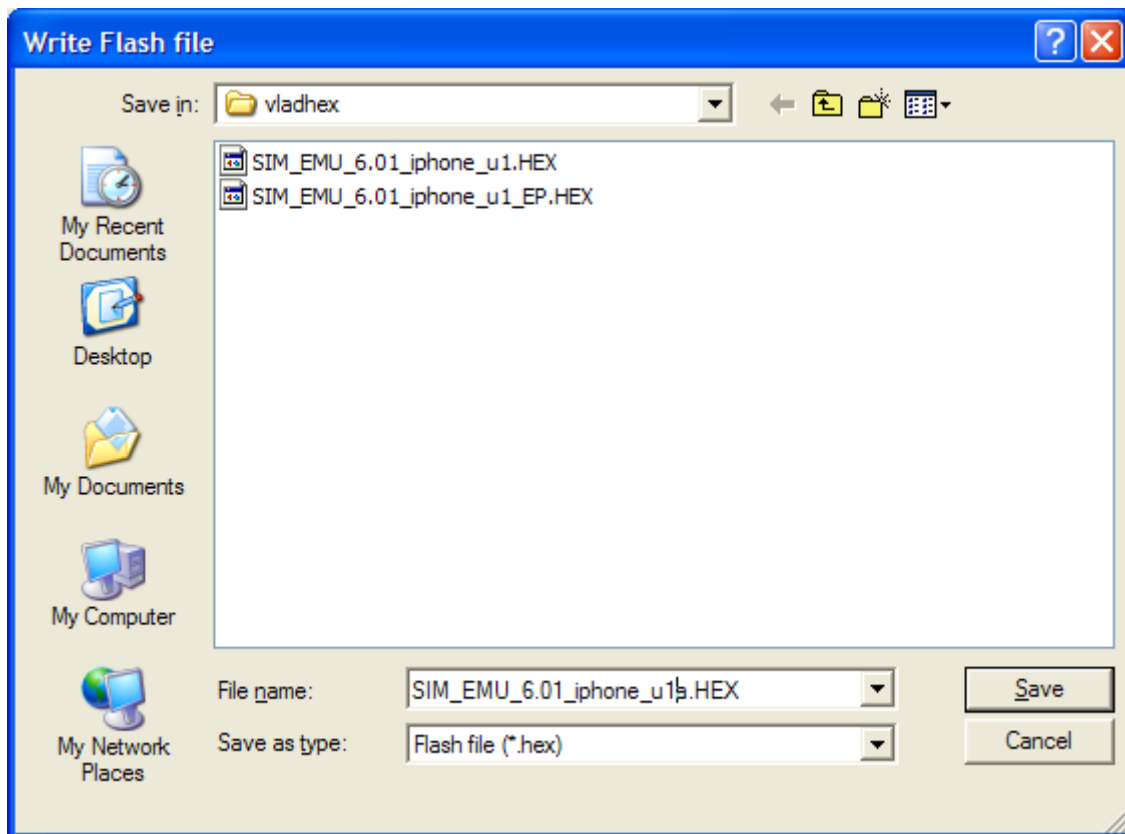 Write Flash file
Save in:
vladhex
SIM_EMU_6.01_iphone_u1.HEX
SIM_EMU_6.01_iphone_u1_EP.HEX
My Recent
Documents
Desktop
My Documents
My Computer
My Network
Places
File name:
SIM_EMU_6.01_iphone_u1s.HEX
Save
Save as type:
Flash file (*.hex)
Cancel